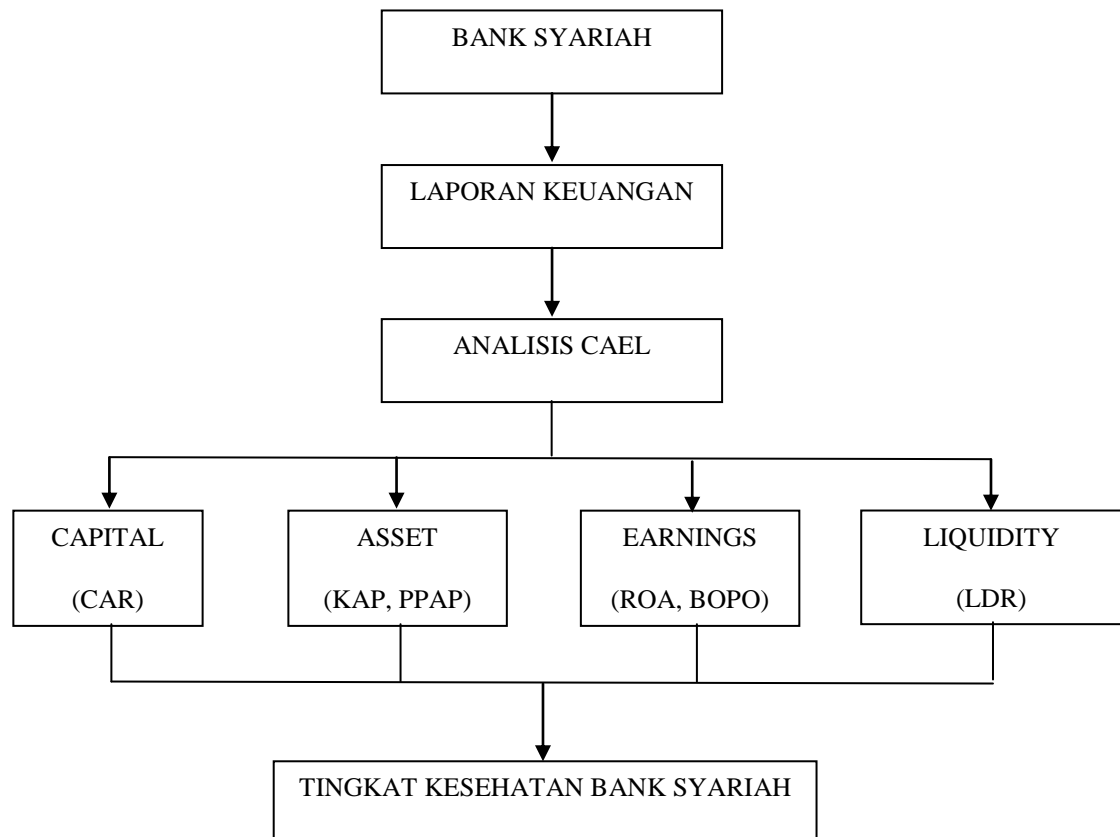 BANK SYARIAH
LAPORAN KEUANGAN
ANALISIS CAEL
CAPITAL
(CAR)
ASSET
(KAP, PPAP)
EARNINGS
(ROA, BOPO)
LIQUIDITY
(LDR)
TINGKAT KESEHATAN BANK SYARIAH